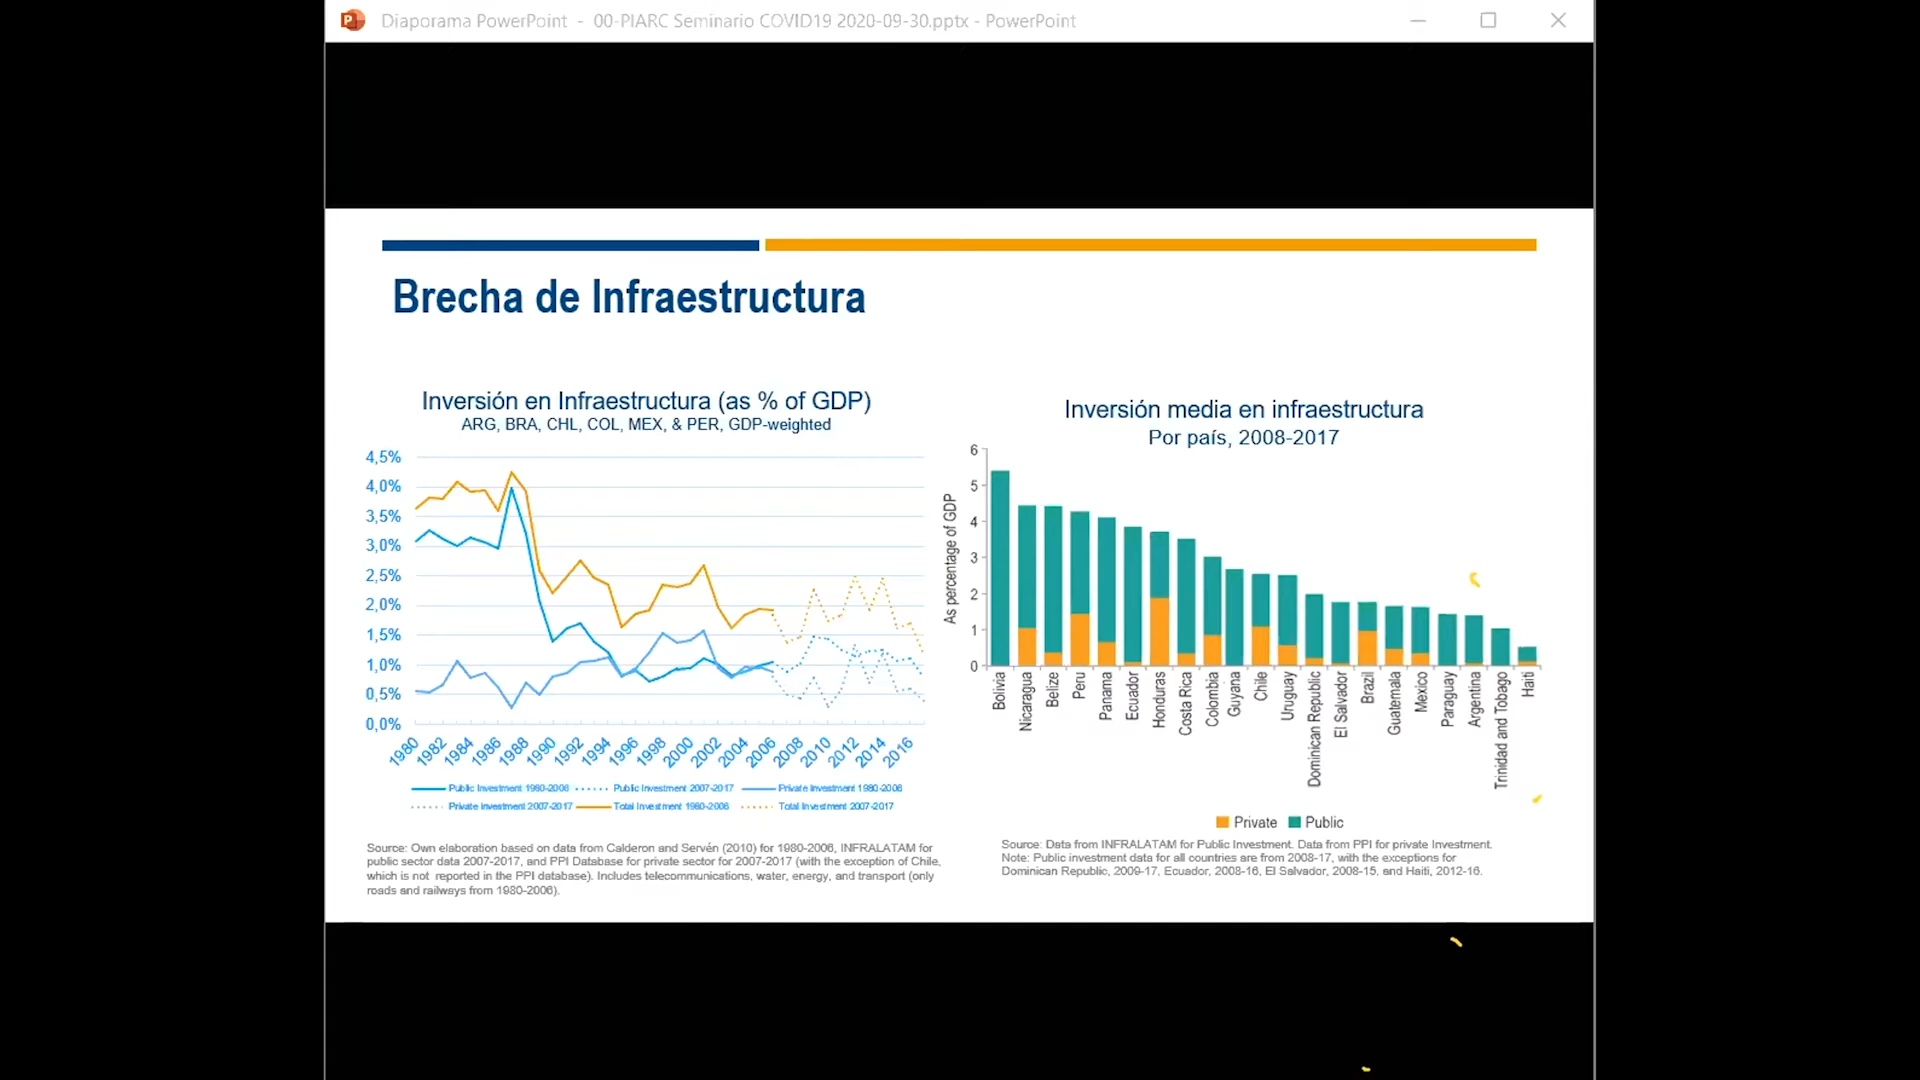 Diaporama PowerPoint - 00-PIARC Seminario COVID19 2020-09-30.pptx - PowerPoint
Brecha de Infraestructura
Inversión en Infraestructura (as % of GDP)
ARG, BRA, CHL, COL, MEX, & PER, GDP-weighted
4,5%
4,0%
3,5%
3,0%
2,5%
2,0%
1,5%
1,0%
0,5%
0,0%
1980 1982 1984 1986 1988 1990 1992 1994 1996 1998 2000 2002 2004 2006 2008 2010 2012 2014 2016
Public Investment 1980-2006 Public Investment 2007-2017 Private Investment 1980-2006
Private Investment 2007-2017 Total Investment 1980-2006 Total Investment 2007-2017
Source: Own elaboration based on data from Calderon and Servén (2010) for 1980-2006, INFRALATAM for
public sector data 2007-2017, and PPI Database for private sector for 2007-2017 (with the exception of Chile,
which is not reported in the PPI database). Includes telecommunications, water, energy, and transport (only
roads and railways from 1980-2006).
Inversión media en infraestructura
Por país, 2008-2017
As percentage of GDP
6
5
4
3
2
1
0
Bolivia
Nicaragua
Belize
Peru
Panama
Ecuador
Honduras
Costa Rica
Colombia
Guyana
Chile
Uruguay
Dominican Republic
El Salvador
Brazil
Guatemala
Mexico
Paraguay
Argentina
Trinidad and Tobago
Haiti
Private Public
Source: Data from INFRALATAM for Public Investment. Data from PPI for private Investment.
Note: Public investment data for all countries are from 2008-17, with the exceptions for
Dominican Republic, 2009-17, Ecuador, 2008-16, El Salvador, 2008-15, and Haiti, 2012-16.